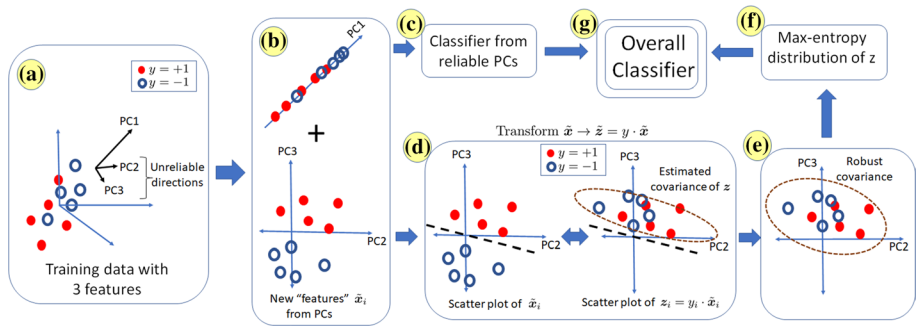 (a)
y = +1
y = −1
PC1
PC2
PC3
Unreliable
directions
Training data with
3 features
(b)
PC1
+
PC3
PC2
New "features" x̃ᵢ
from PCs
(c)
Classifier from
reliable PCs
(g)
Overall
Classifier
(f)
Max-entropy
distribution of z
Transform x̃ → z̃ = y · x̃
(d)
y = +1
y = −1
PC3
PC2
Scatter plot of x̃ᵢ
Estimated
covariance of z
PC2
Scatter plot of zᵢ = yᵢ · x̃ᵢ
(e)
PC3
Robust
covariance
PC2